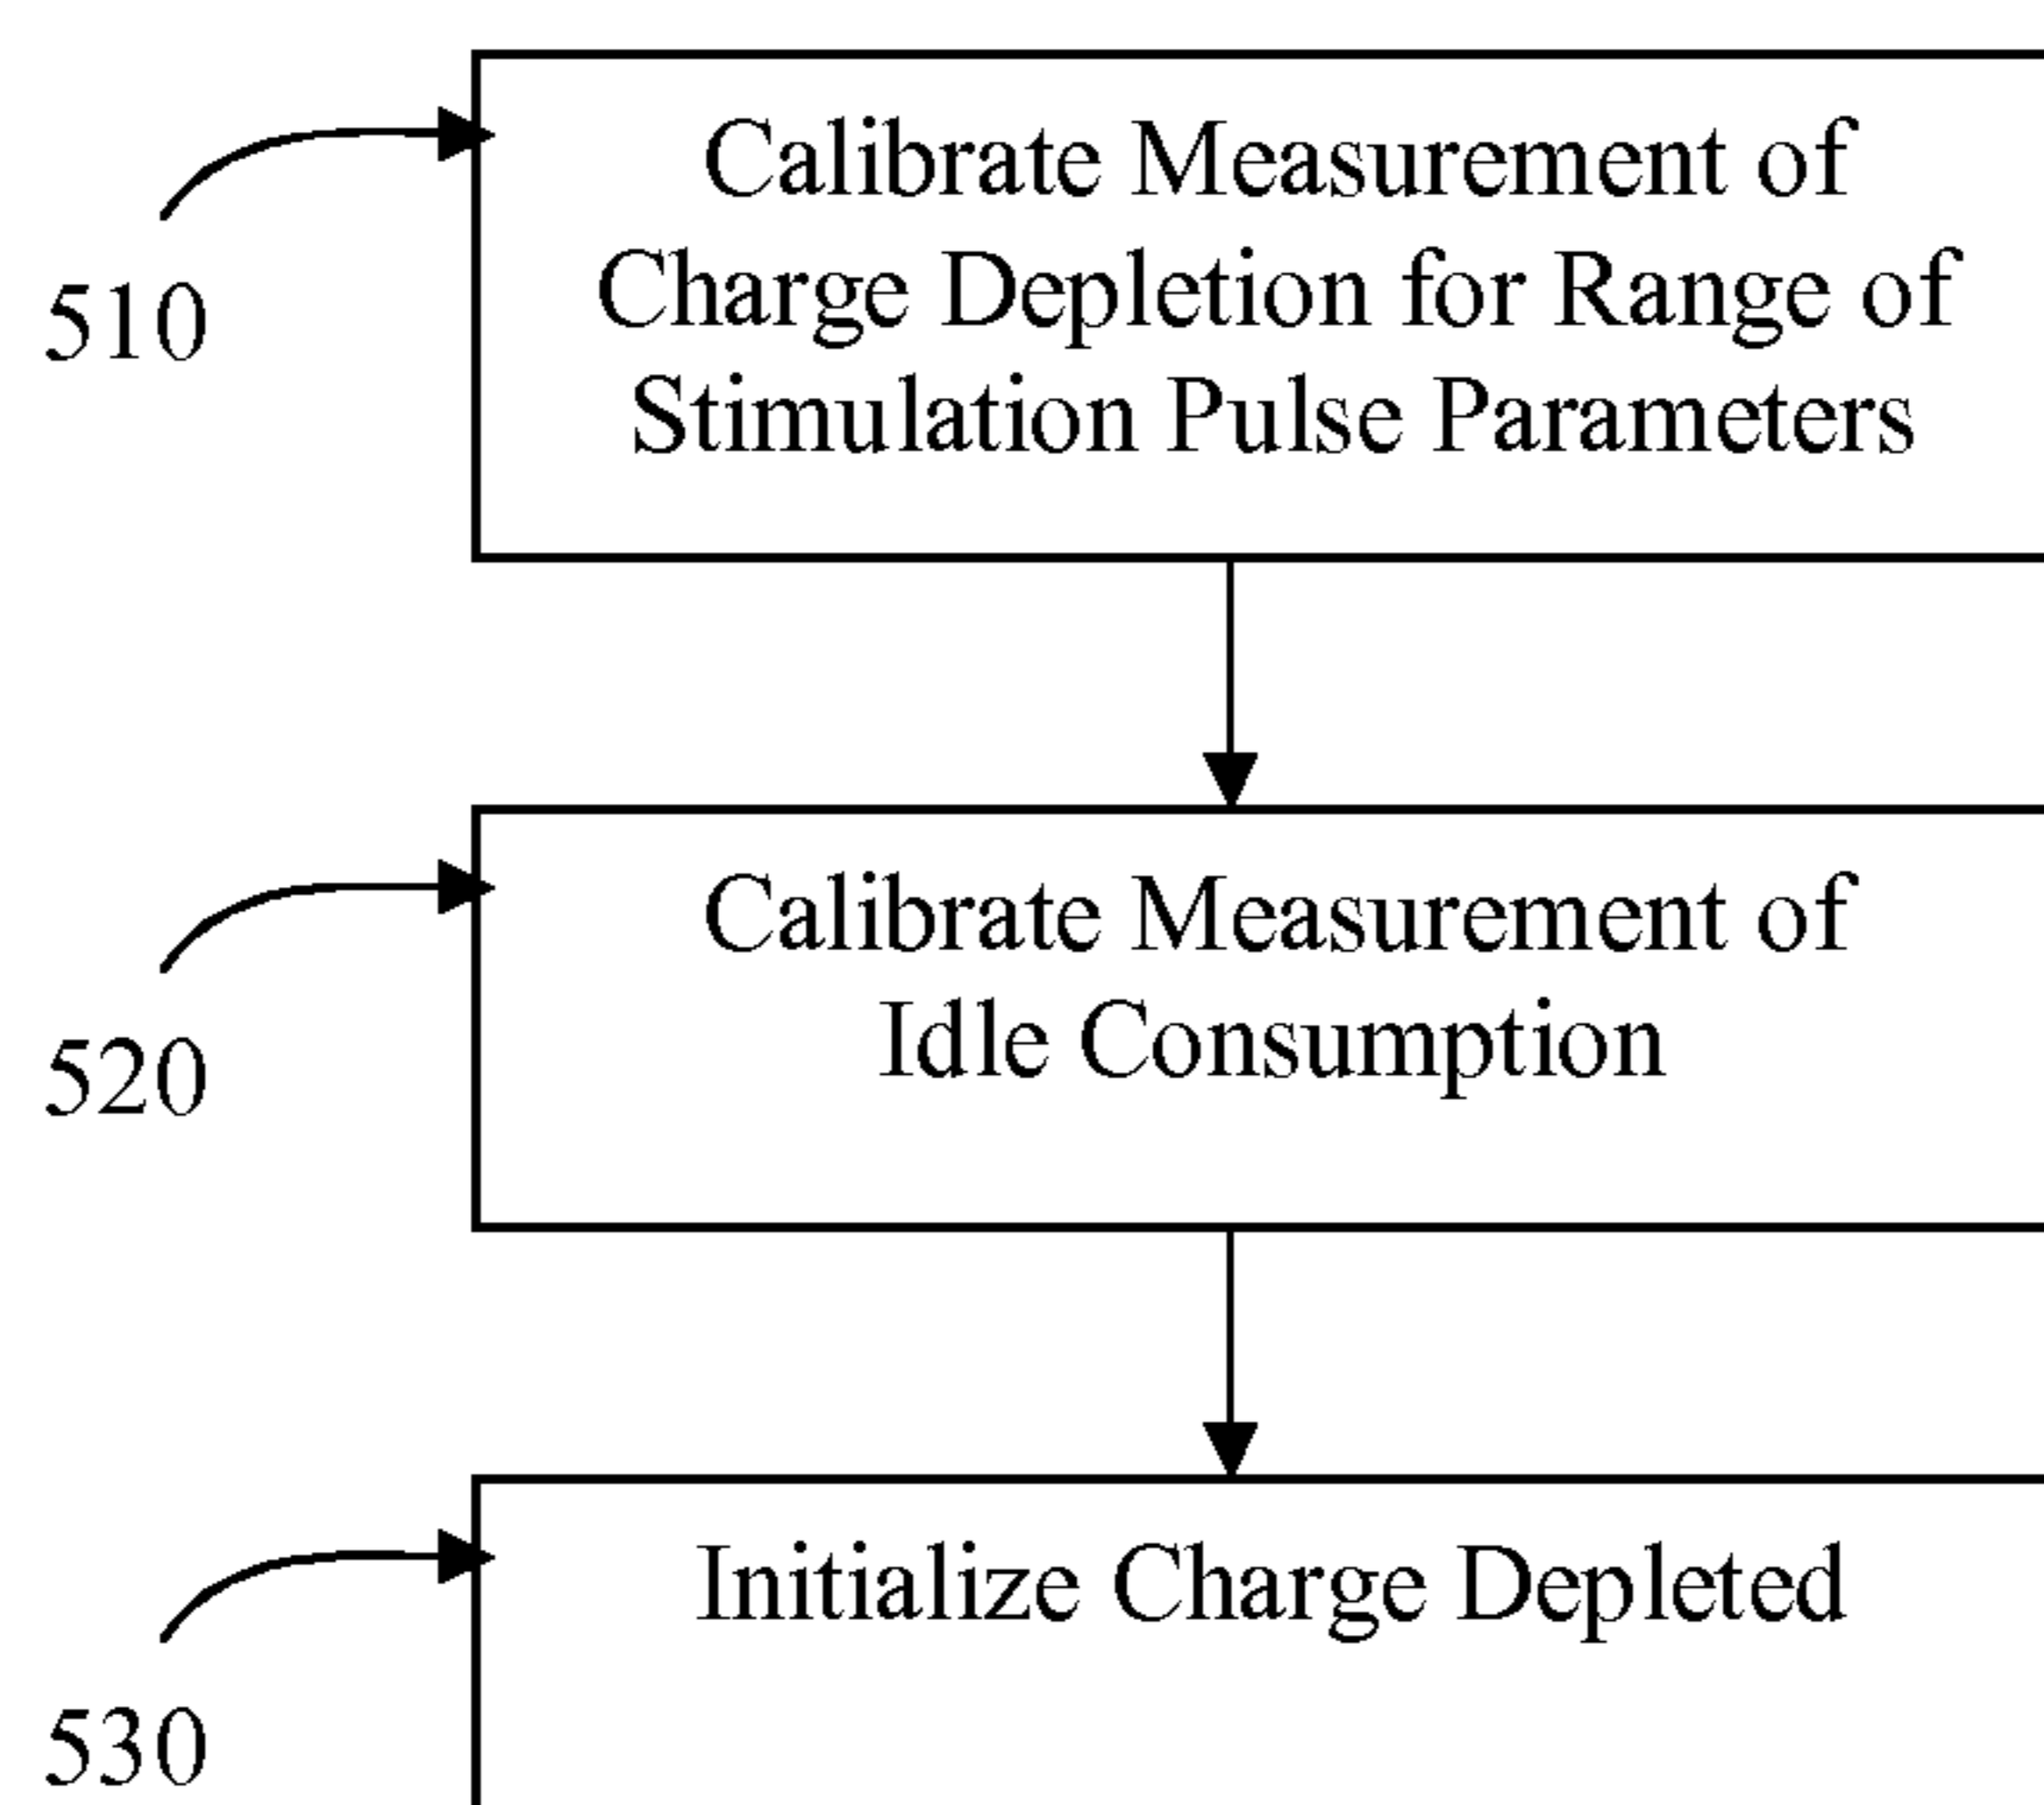 Calibrate Measurement of
Charge Depletion for Range of
Stimulation Pulse Parameters
510
Calibrate Measurement of
Idle Consumption
520
Initialize Charge Depleted
530